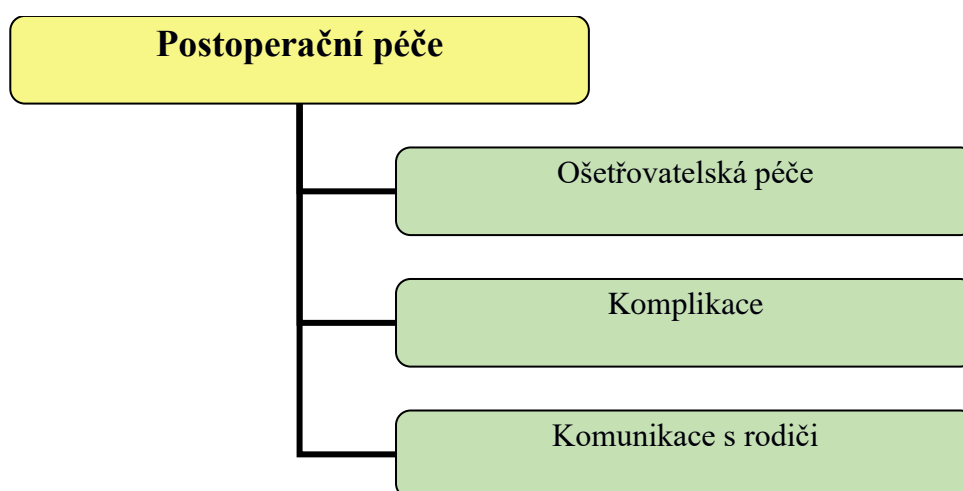 Postoperační péče
Ošetřovatelská péče
Komplikace
Komunikace s rodiči